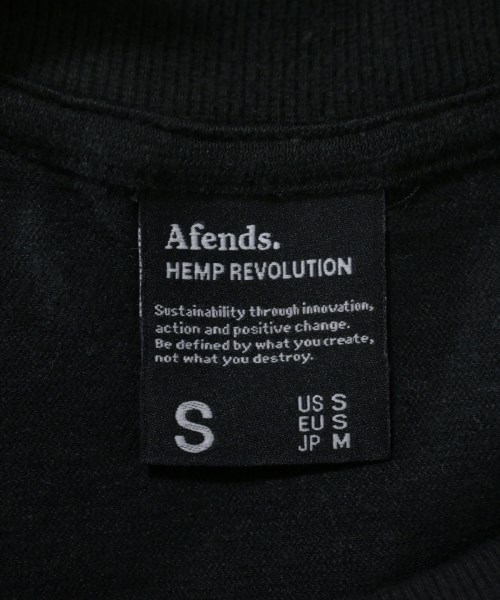 Afends.
HEMP REVOLUTION
Sustainability through innovation,
action and positive change.
Be defined by what you create,
not what you destroy.
S
US S
EU S
JP M